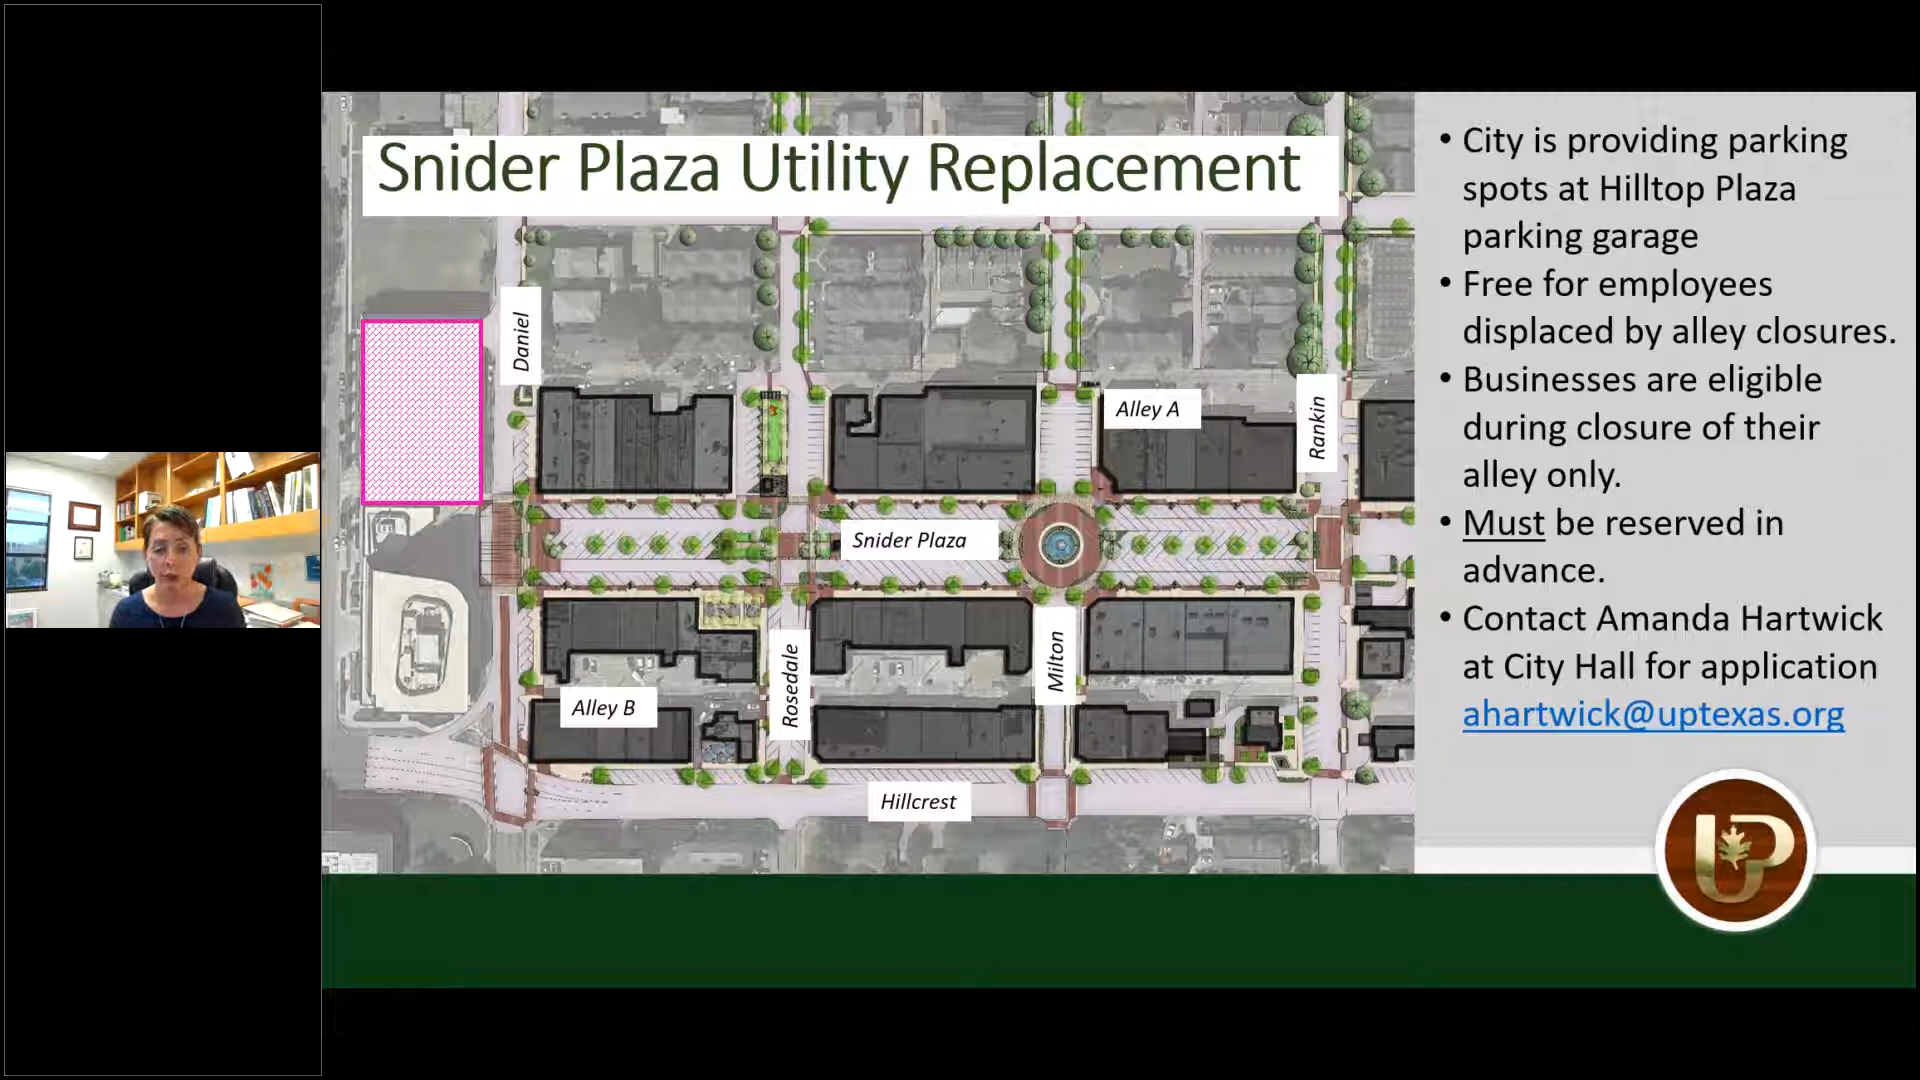 Snider Plaza Utility Replacement
Daniel
Alley A
Rankin
Snider Plaza
Rosedale
Milton
Alley B
Hillcrest
• City is providing parking
spots at Hilltop Plaza
parking garage
• Free for employees
displaced by alley closures.
• Businesses are eligible
during closure of their
alley only.
• Must be reserved in
advance.
• Contact Amanda Hartwick
at City Hall for application
ahartwick@uptexas.org
UP